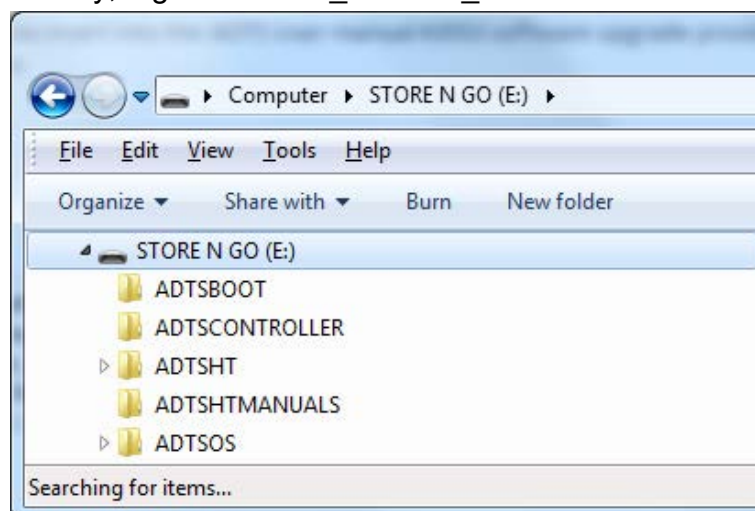 Computer ▸ STORE N GO (E:) ▸
File Edit View Tools Help
Organize ▾ Share with ▾ Burn New folder
STORE N GO (E:)
ADTSBOOT
ADTSCONTROLLER
ADTSHT
ADTSHTMANUALS
ADTSOS
Searching for items...